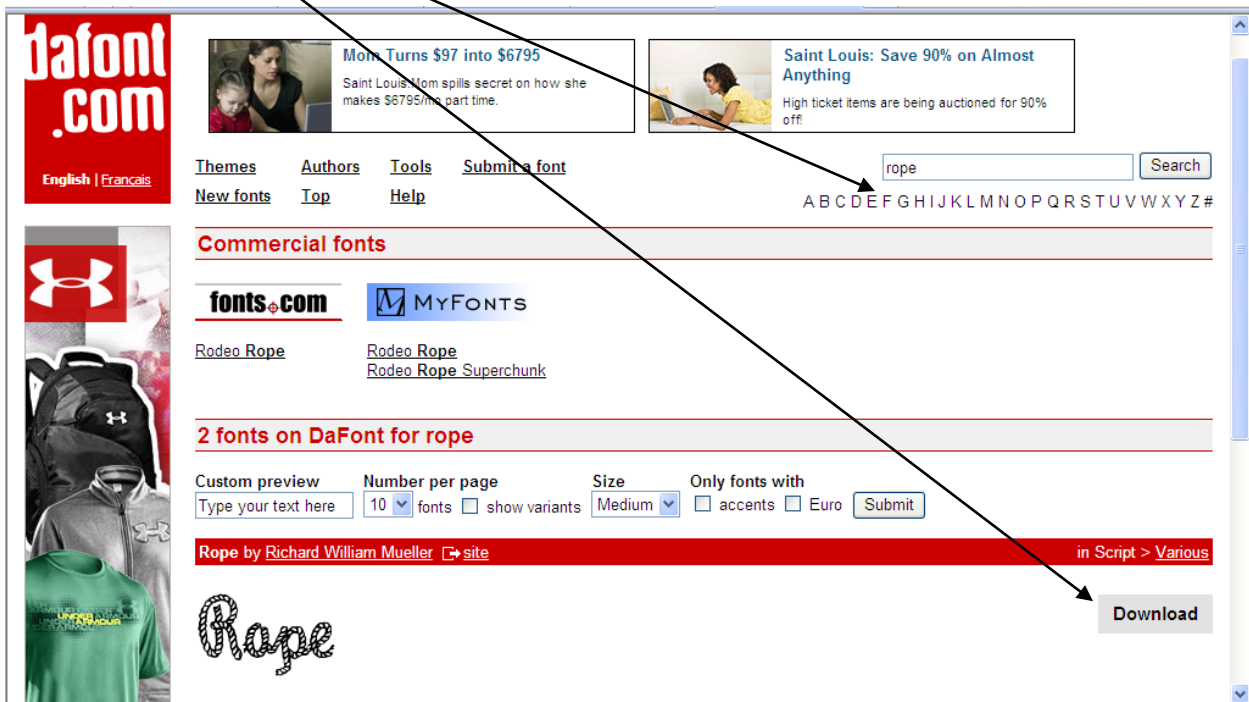 dafont
.com
English | Français
Mom Turns $97 into $6795
Saint Louis:Mom spills secret on how she
makes $6795/mo part time.
Saint Louis: Save 90% on Almost
Anything
High ticket items are being auctioned for 90%
off!
Themes Authors Tools Submit a font
New fonts Top Help
rope Search
A B C D E F G H I J K L M N O P Q R S T U V W X Y Z #
Commercial fonts
fonts.com MyFonts
Rodeo Rope Rodeo Rope
Rodeo Rope Superchunk
2 fonts on DaFont for rope
Custom preview Number per page Size Only fonts with
Type your text here 10 fonts show variants Medium accents Euro Submit
Rope by Richard William Mueller site in Script > Various
Rope
Download
UNDER ARMOUR